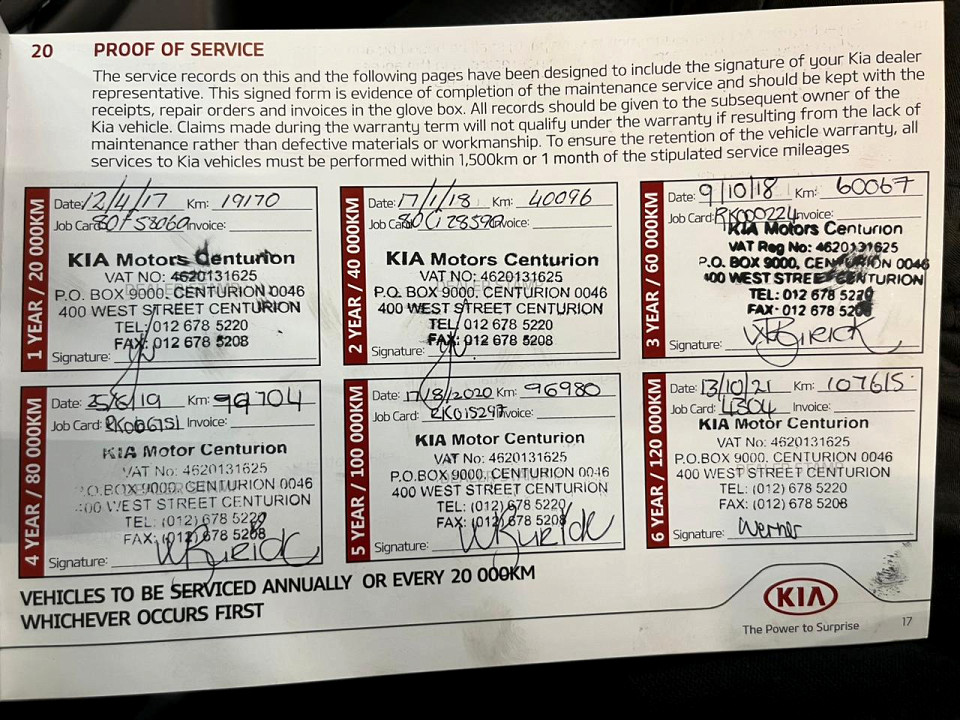 20 PROOF OF SERVICE
The service records on this and the following pages have been designed to include the signature of your Kia dealer
representative. This signed form is evidence of completion of the maintenance service and should be kept with the
receipts, repair orders and invoices in the glove box. All records should be given to the subsequent owner of the
Kia vehicle. Claims made during the warranty term will not qualify under the warranty if resulting from the lack of
maintenance rather than defective materials or workmanship. To ensure the retention of the vehicle warranty, all
services to Kia vehicles must be performed within 1,500km or 1 month of the stipulated service mileages
1 YEAR / 20 000KM
Date: 12/4/17 Km: 19170
Job Card: Invoice:
KIA Motors Centurion
VAT NO: 4620131625
P.O. BOX 9000. CENTURION 0046
400 WEST STREET CENTURION
TEL: 012 678 5220
FAX: 012 678 5208
Signature:
2 YEAR / 40 000KM
Date: 17/1/18 Km: 40096
Job Card: Invoice:
KIA Motors Centurion
VAT NO: 4620131625
P.O. BOX 9000. CENTURION 0046
400 WEST STREET CENTURION
TEL: 012 678 5220
FAX: 012 678 5208
Signature:
3 YEAR / 60 000KM
Date: 9/10/18 Km: 60067
Job Card: RK000224 Invoice:
KIA Motors Centurion
VAT Reg No: 4620131625
P.O. BOX 9000, CENTURION 0046
400 WEST STREET CENTURION
TEL: 012 678 5220
FAX: 012 678 5208
Signature:
4 YEAR / 80 000KM
Date: Km:
Job Card: Invoice:
KIA Motor Centurion
VAT No: 4620131625
P.O.BOX 9000. CENTURION 0046
400 WEST STREET CENTURION
TEL: (012) 678 5220
FAX: (012) 678 5208
Signature:
5 YEAR / 100 000KM
Date: 17/8/2020 Km: 96980
Job Card: RK015297 Invoice:
KIA Motor Centurion
VAT No: 4620131625
P.O.BOX 9000. CENTURION 0046
400 WEST STREET CENTURION
TEL: (012) 678 5220
FAX: (012) 678 5208
Signature:
6 YEAR / 120 000KM
Date: 13/10/21 Km: 107615
Job Card: 4304 Invoice:
KIA Motor Centurion
VAT No: 4620131625
P.O.BOX 9000. CENTURION 0046
400 WEST STREET CENTURION
TEL: (012) 678 5220
FAX: (012) 678 5208
Signature: Werner
VEHICLES TO BE SERVICED ANNUALLY OR EVERY 20 000KM
WHICHEVER OCCURS FIRST
KIA
The Power to Surprise
17